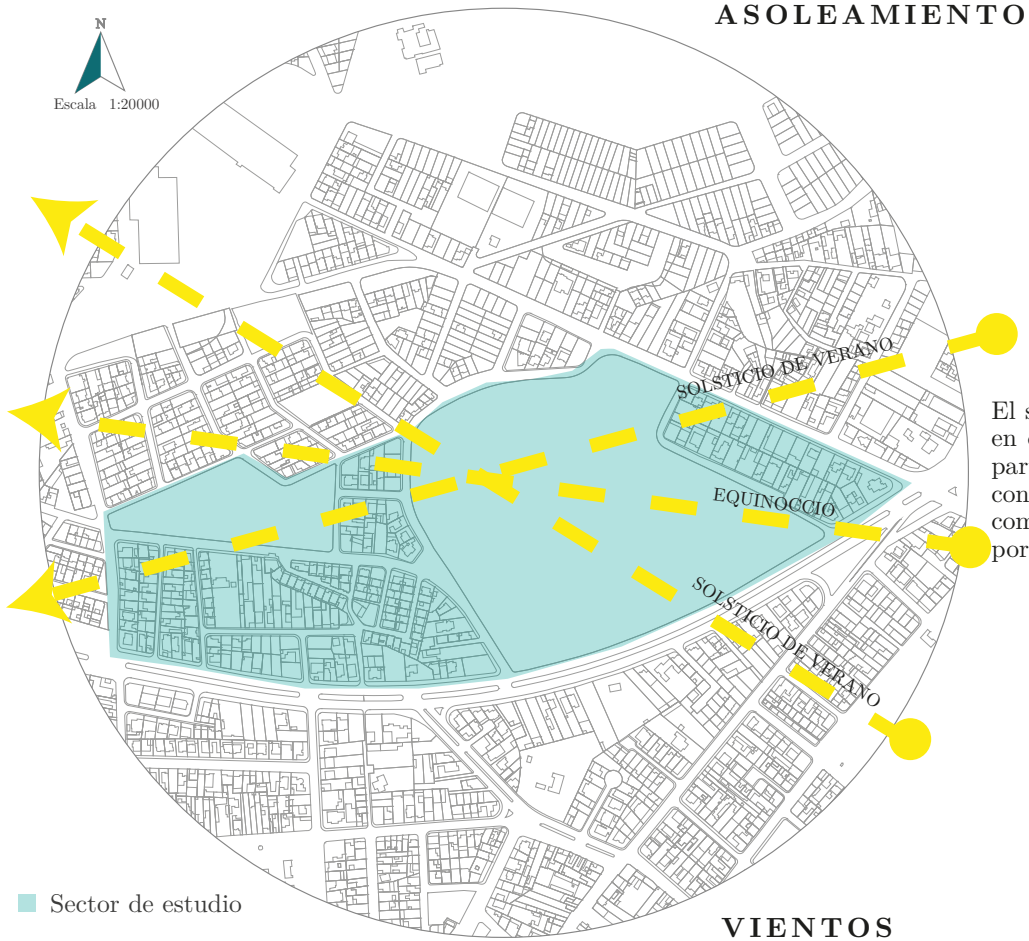 ASOLEAMIENTO
N
Escala 1:20000
SOLSTICIO DE VERANO
El s
en
par
con
com
por
EQUINOCCIO
SOLSTICIO DE VERANO
Sector de estudio
VIENTOS